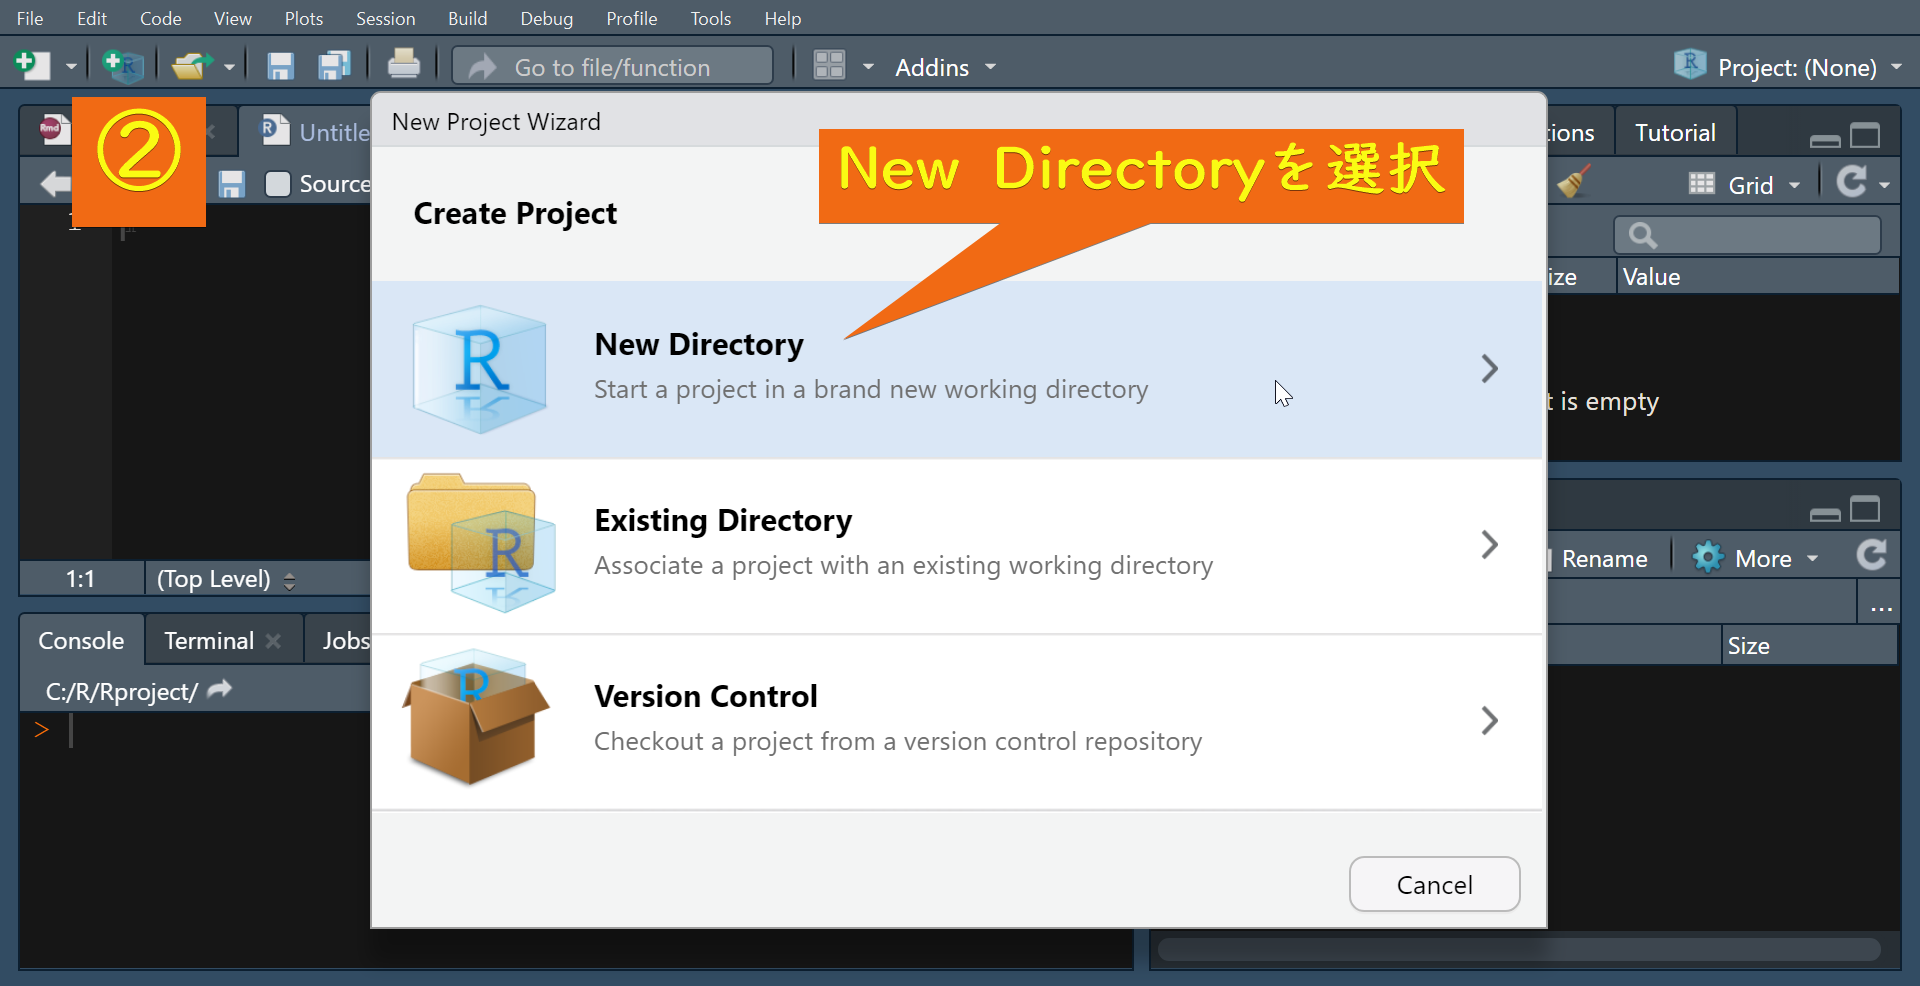 File Edit Code View Plots Session Build Debug Profile Tools Help
Go to file/function Addins Project: (None)
②
Rmd
Untitle
Source
1
New Project Wizard
New Directoryを選択
Create Project
New Directory
Start a project in a brand new working directory
Existing Directory
Associate a project with an existing working directory
Version Control
Checkout a project from a version control repository
Cancel
1:1 (Top Level)
Console Terminal Jobs
C:/R/Rproject/
>
tions Tutorial
Grid
ize Value
t is empty
Rename More
...
Size